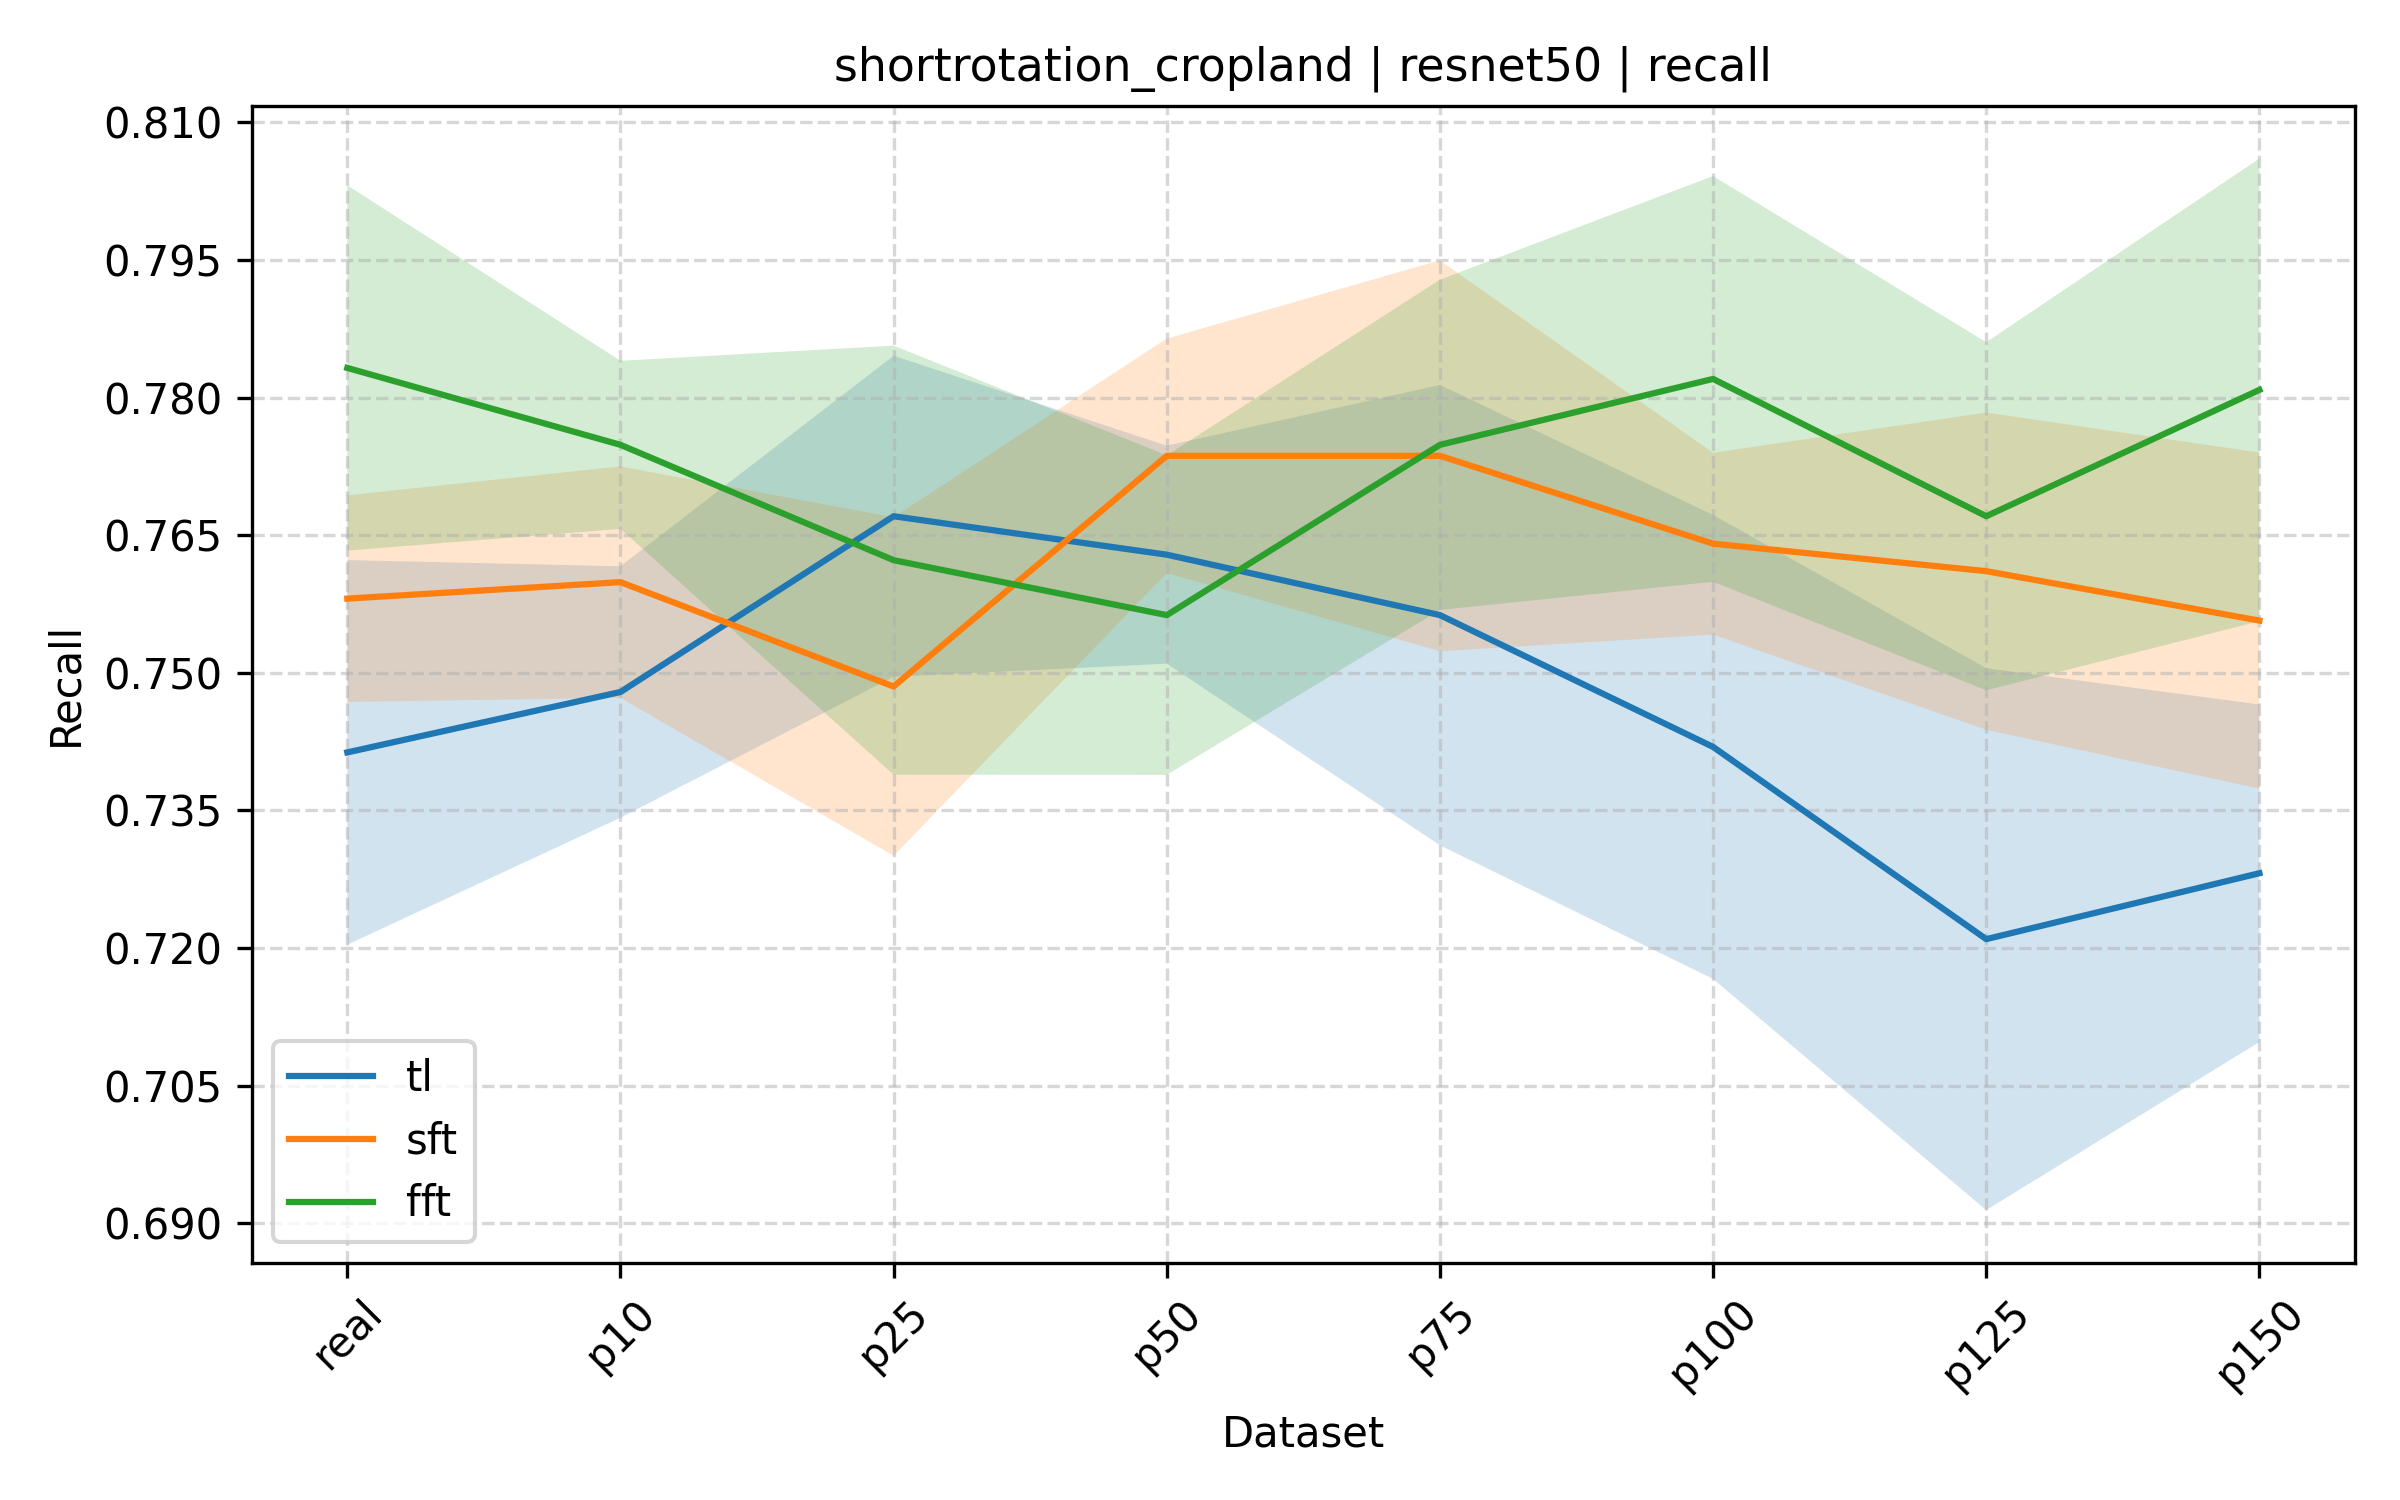 shortrotation_cropland | resnet50 | recall
0.810
0.795
0.780
0.765
0.750
0.735
0.720
0.705
0.690
Recall
tl
sft
fft
real
p10
p25
p50
p75
p100
p125
p150
Dataset